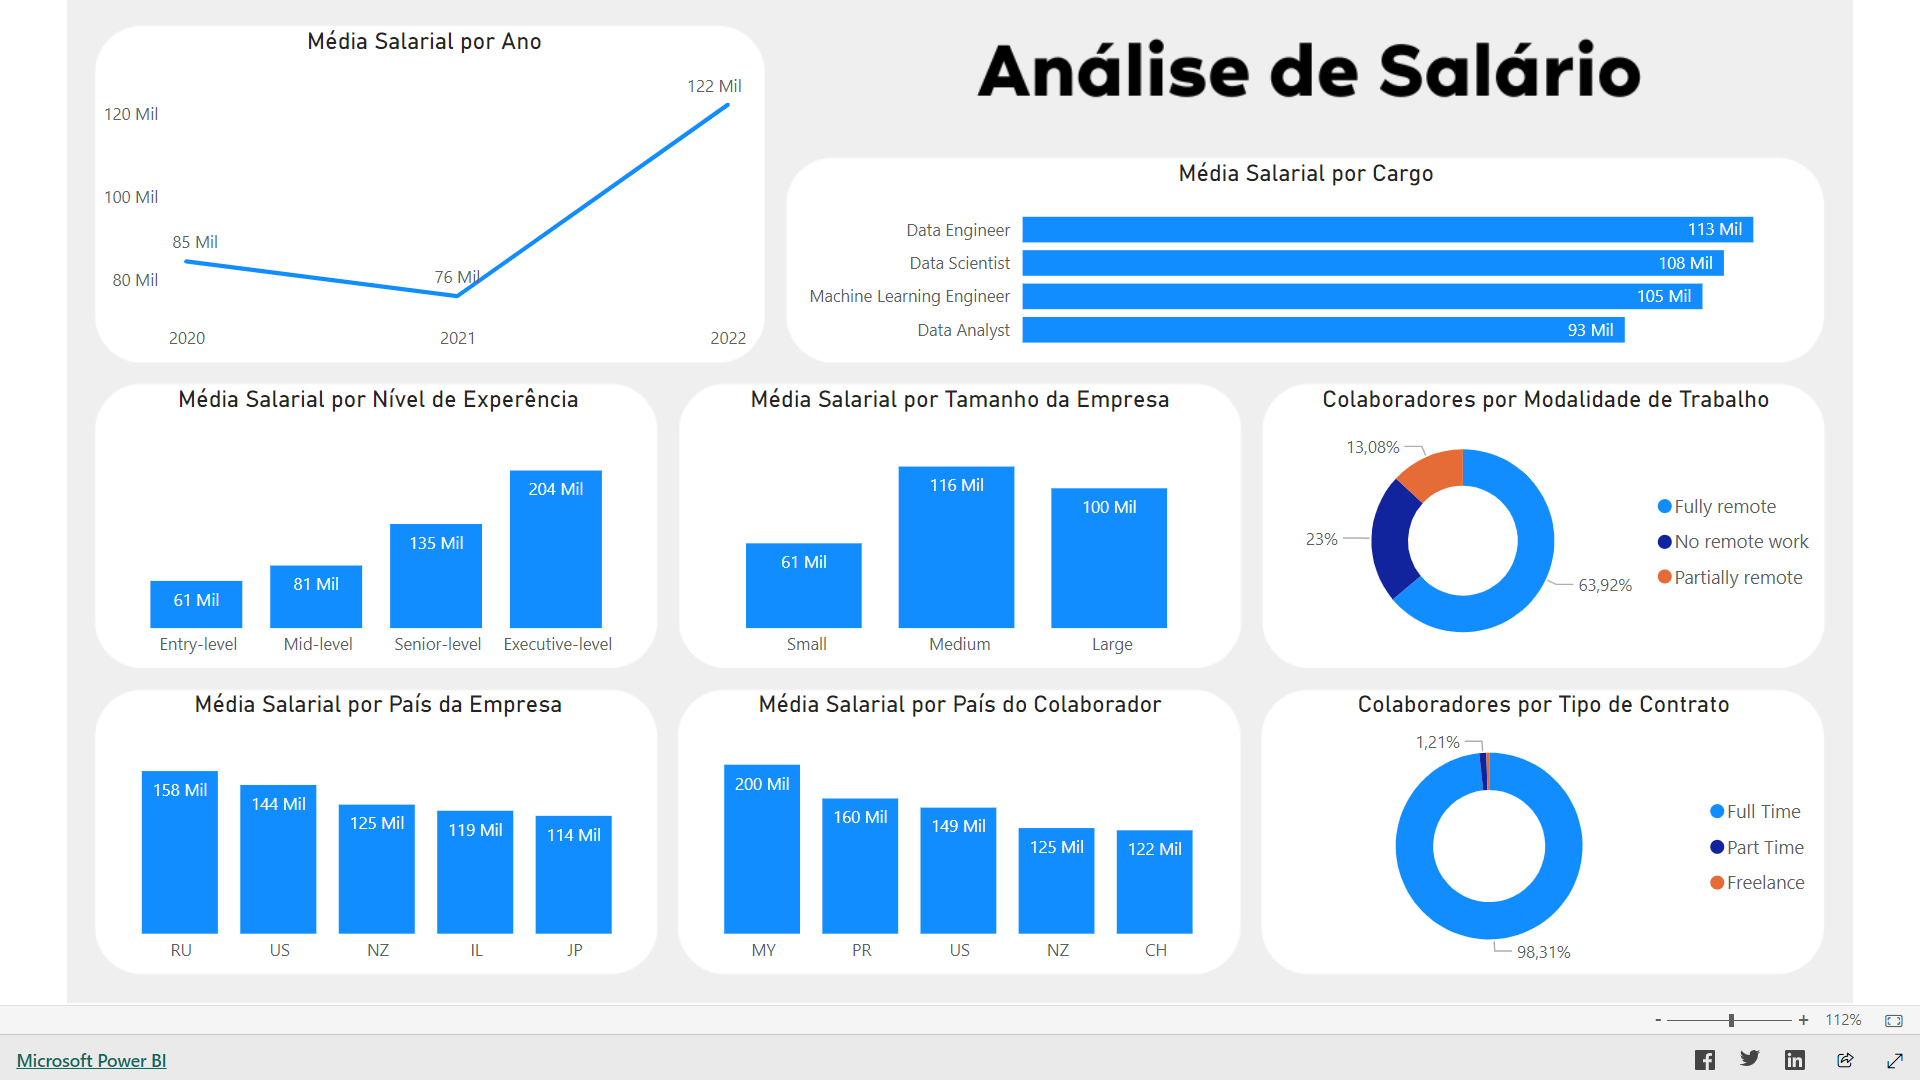 Média Salarial por Ano
122 Mil
120 Mil
100 Mil
85 Mil
76 Mil
80 Mil
2020
2021
2022
Análise de Salário
Média Salarial por Cargo
Data Engineer
113 Mil
Data Scientist
108 Mil
Machine Learning Engineer
105 Mil
Data Analyst
93 Mil
Média Salarial por Nível de Experência
204 Mil
135 Mil
81 Mil
61 Mil
Entry-level
Mid-level
Senior-level
Executive-level
Média Salarial por Tamanho da Empresa
61 Mil
116 Mil
100 Mil
Small
Medium
Large
Colaboradores por Modalidade de Trabalho
13,08%
23%
63,92%
Fully remote
No remote work
Partially remote
Média Salarial por País da Empresa
158 Mil
144 Mil
125 Mil
119 Mil
114 Mil
RU
US
NZ
IL
JP
Média Salarial por País do Colaborador
200 Mil
160 Mil
149 Mil
125 Mil
122 Mil
MY
PR
US
NZ
CH
Colaboradores por Tipo de Contrato
1,21%
98,31%
Full Time
Part Time
Freelance
- + 112%
Microsoft Power BI